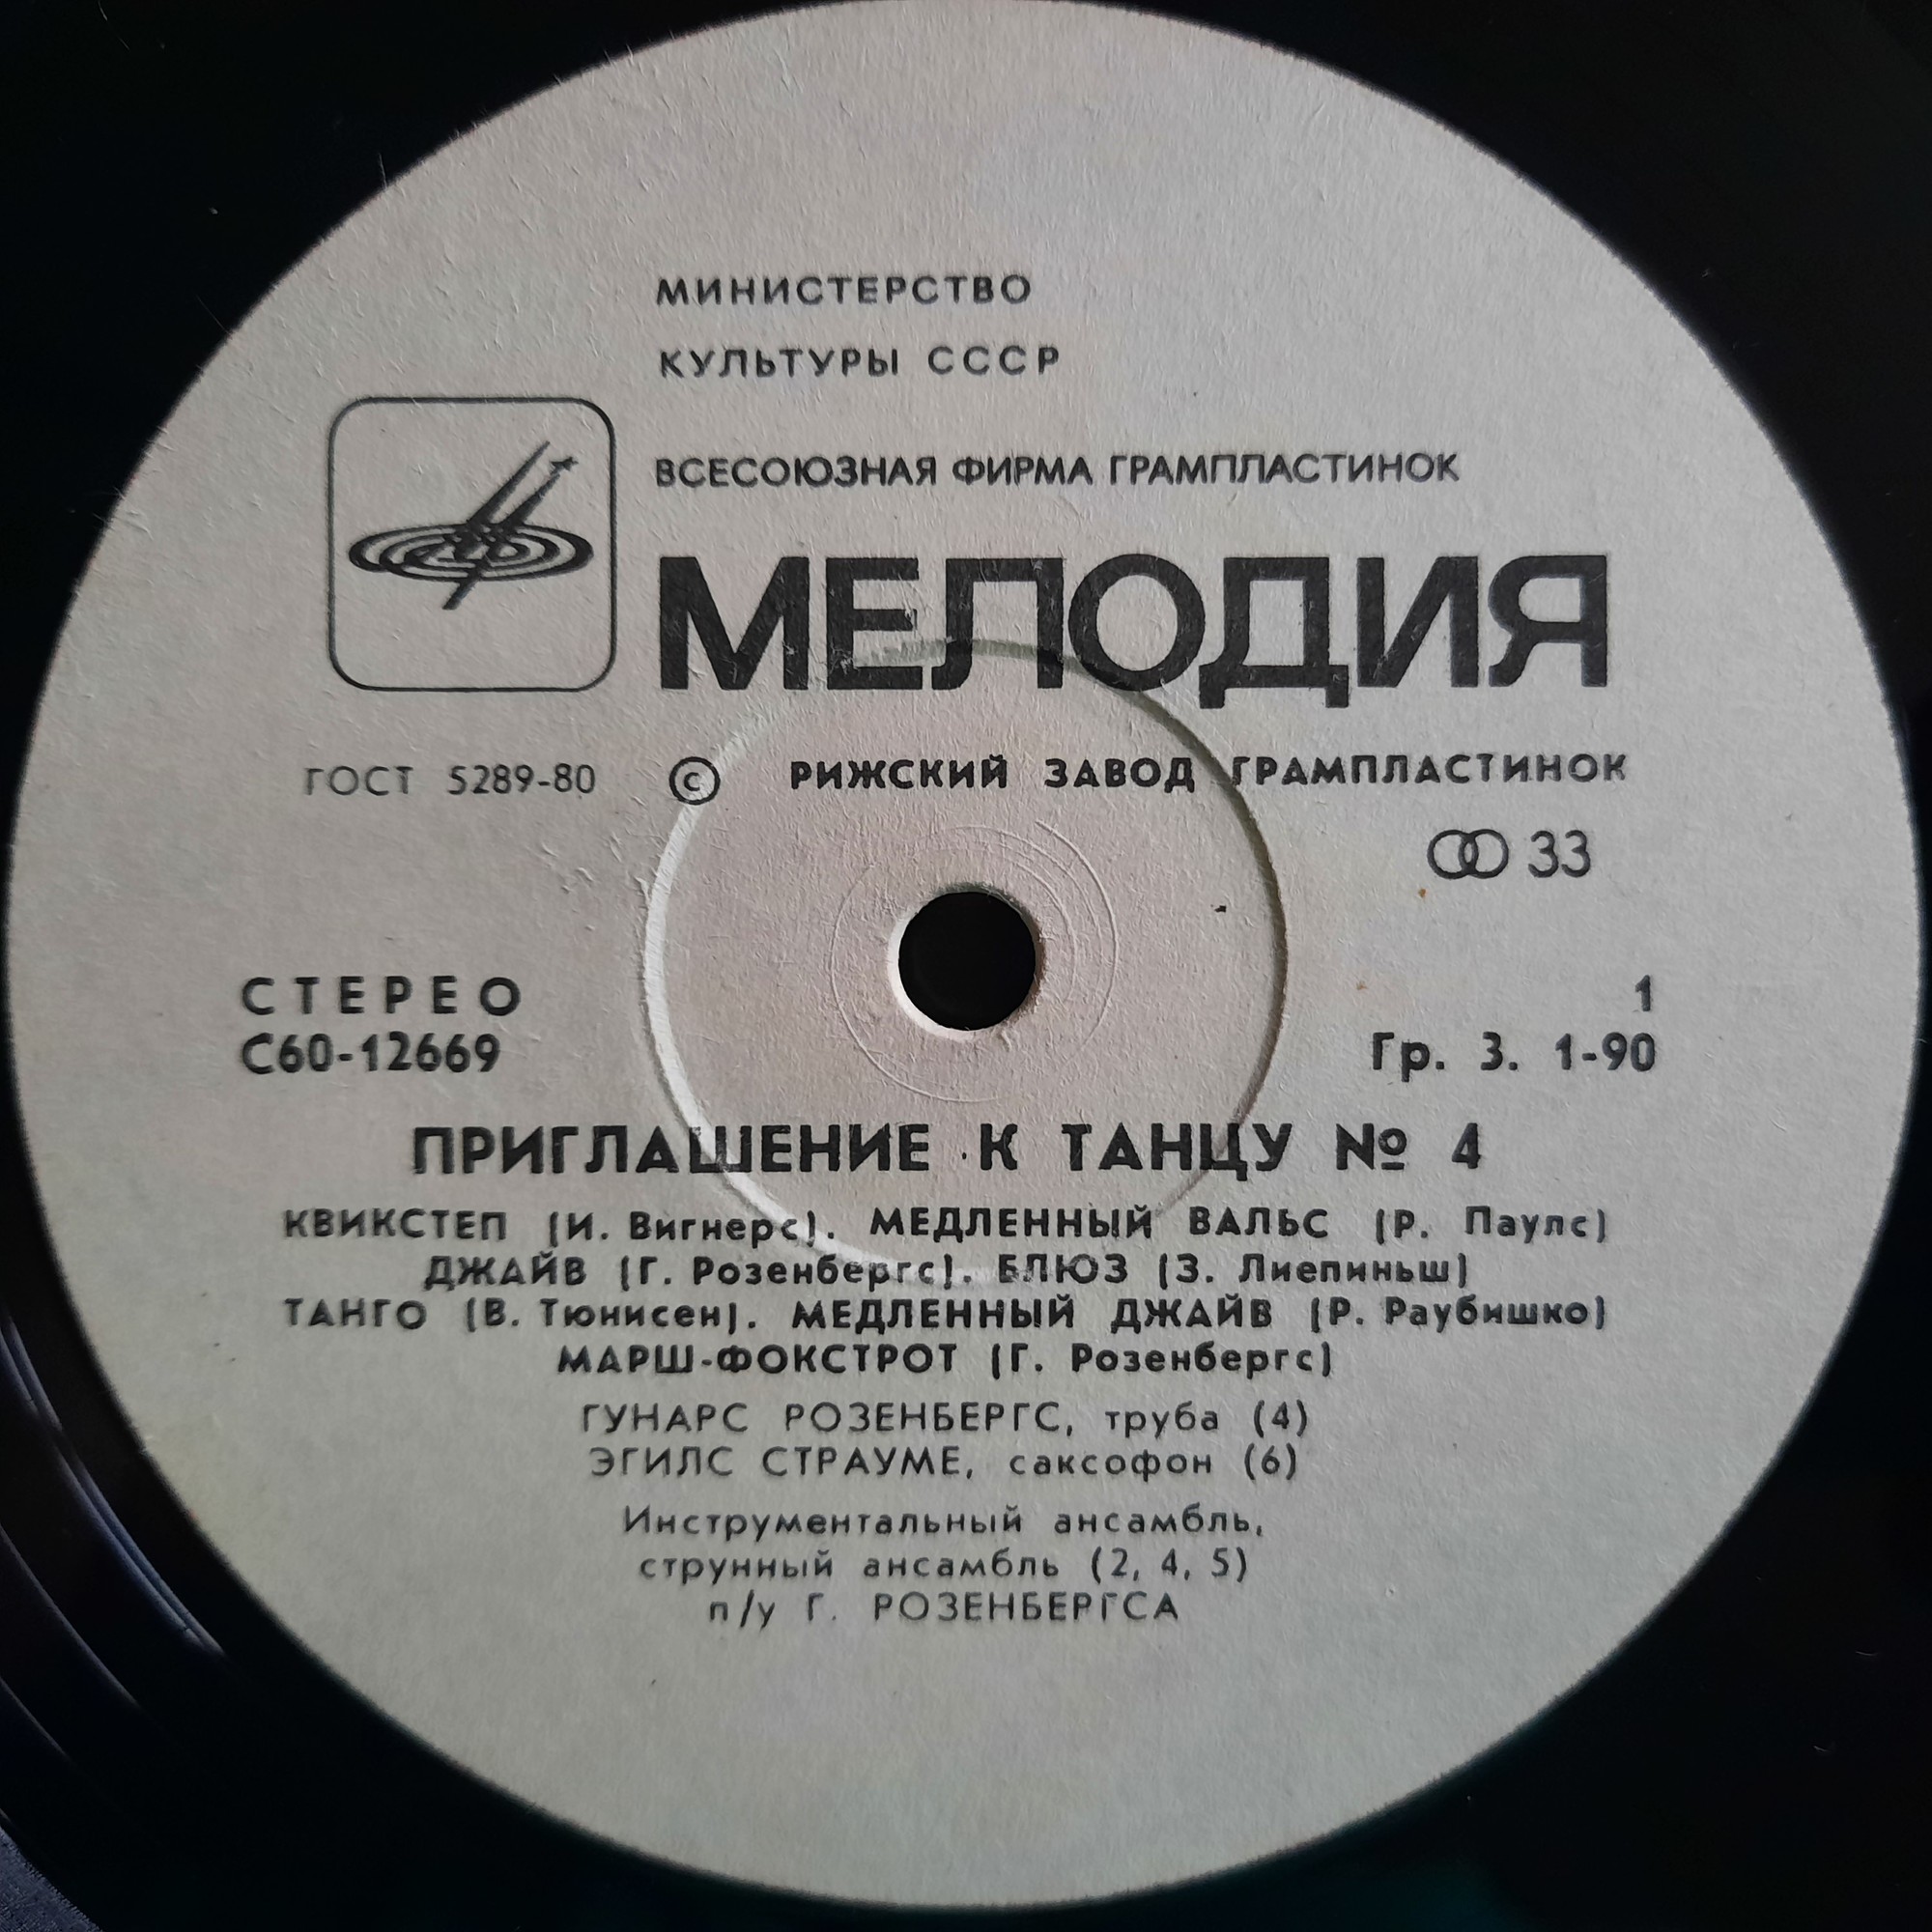 МИНИСТЕРСТВО
КУЛЬТУРЫ СССР
ВСЕСОЮЗНАЯ ФИРМА ГРАМПЛАСТИНОК
МЕЛОДИЯ
ГОСТ 5289-80 © РИЖСКИЙ ЗАВОД ГРАМПЛАСТИНОК
33
СТЕРЕО 1
С60-12669 Гр. 3. 1-90
ПРИГЛАШЕНИЕ К ТАНЦУ № 4
КВИКСТЕП (И. Вигнерс). МЕДЛЕННЫЙ ВАЛЬС (Р. Паулс)
ДЖАЙВ (Г. Розенбергс). БЛЮЗ (З. Лиепиньш)
ТАНГО (В. Тюнисен). МЕДЛЕННЫЙ ДЖАЙВ (Р. Раубишко)
МАРШ-ФОКСТРОТ (Г. Розенбергс)
ГУНАРС РОЗЕНБЕРГС, труба (4)
ЭГИЛС СТРАУМЕ, саксофон (6)
Инструментальный ансамбль,
струнный ансамбль (2, 4, 5)
п/у Г. РОЗЕНБЕРГСА